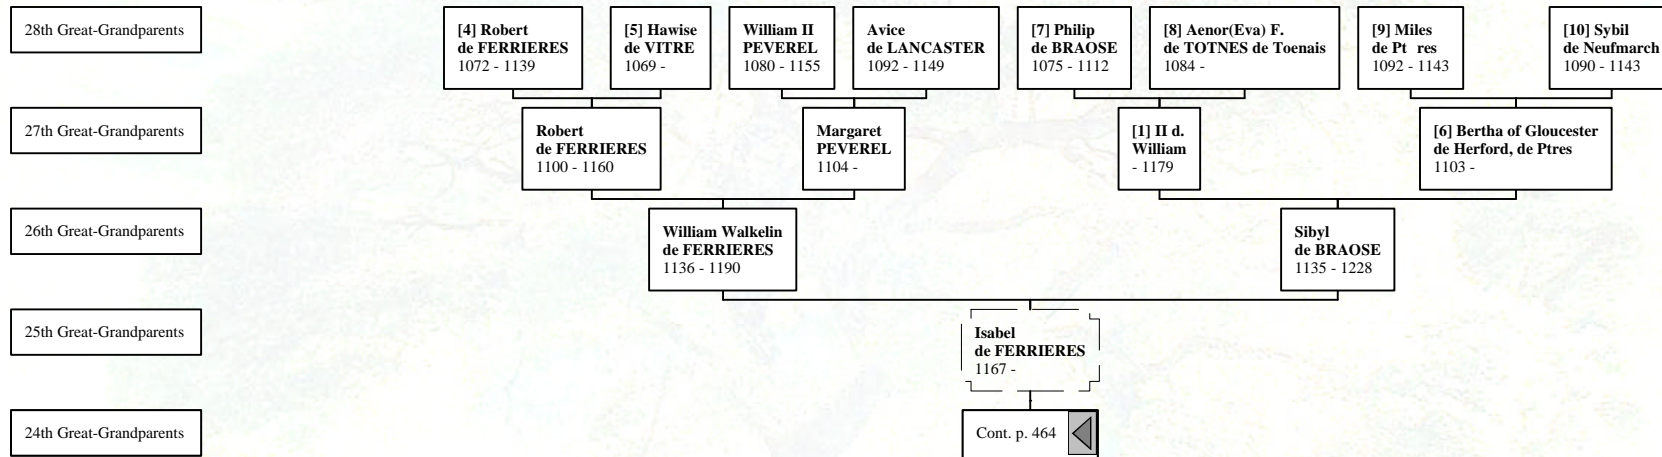 28th Great-Grandparents
[4] Robert
de FERRIERES
1072 - 1139
[5] Hawise
de VITRE
1069 -
William II
PEVEREL
1080 - 1155
Avice
de LANCASTER
1092 - 1149
[7] Philip
de BRAOSE
1075 - 1112
[8] Aenor(Eva) F.
de TOTNES de Toenais
1084 -
[9] Miles
de Pt res
1092 - 1143
[10] Sybil
de Neufmarch
1090 - 1143
27th Great-Grandparents
Robert
de FERRIERES
1100 - 1160
Margaret
PEVEREL
1104 -
[1] II d.
William
- 1179
[6] Bertha of Gloucester
de Herford, de Ptres
1103 -
26th Great-Grandparents
William Walkelin
de FERRIERES
1136 - 1190
Sibyl
de BRAOSE
1135 - 1228
25th Great-Grandparents
Isabel
de FERRIERES
1167 -
24th Great-Grandparents
Cont. p. 464